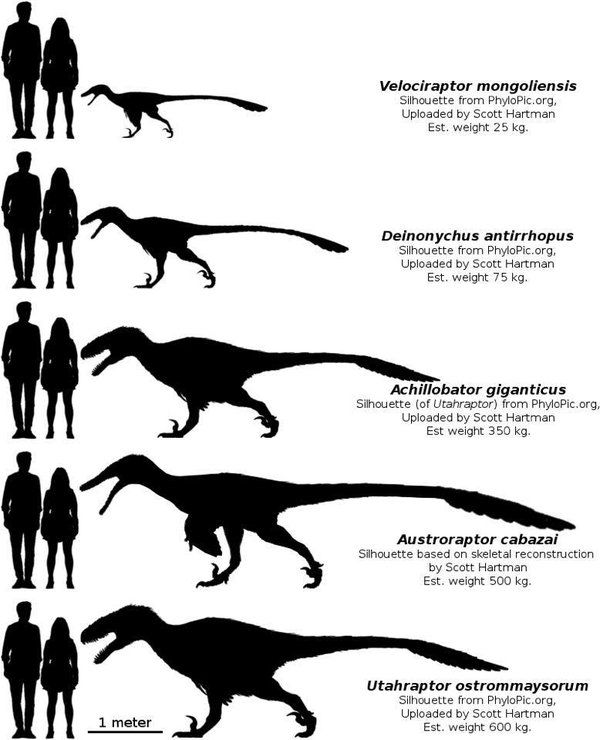 Velociraptor mongoliensis
Silhouette from PhyloPic.org,
Uploaded by Scott Hartman
Est. weight 25 kg.
Deinonychus antirrhopus
Silhouette from PhyloPic.org,
Uploaded by Scott Hartman
Est. weight 75 kg.
Achillobator giganticus
Silhouette (of Utahraptor) from PhyloPic.org,
Uploaded by Scott Hartman
Est weight 350 kg.
Austroraptor cabazai
Silhouette based on skeletal reconstruction
by Scott Hartman
Est. weight 500 kg.
Utahraptor ostrommaysorum
Silhouette from PhyloPic.org,
Uploaded by Scott Hartman
Est. weight 600 kg.
1 meter